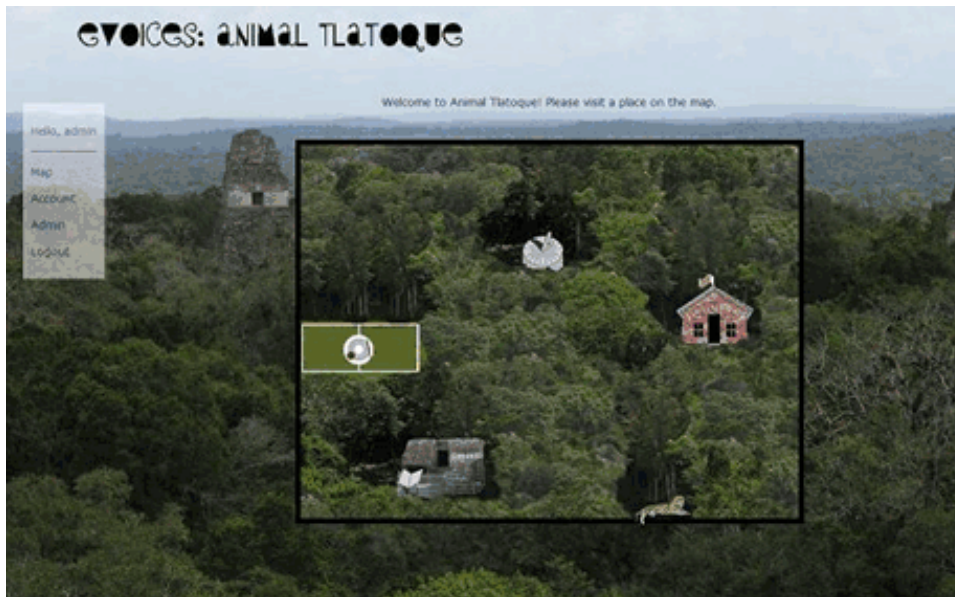 evoices: animal tlatoque
Welcome to Animal Tlatoque! Please visit a place on the map.
Hello, admin
Map
Account
Admin
Logout